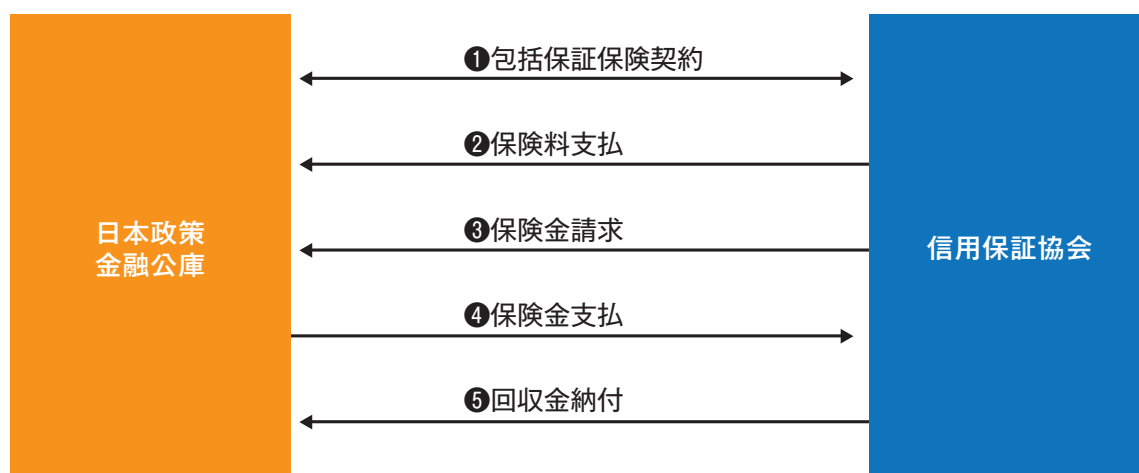 日本政策
金融公庫
❶包括保証保険契約
❷保険料支払
❸保険金請求
❹保険金支払
❺回収金納付
信用保証協会